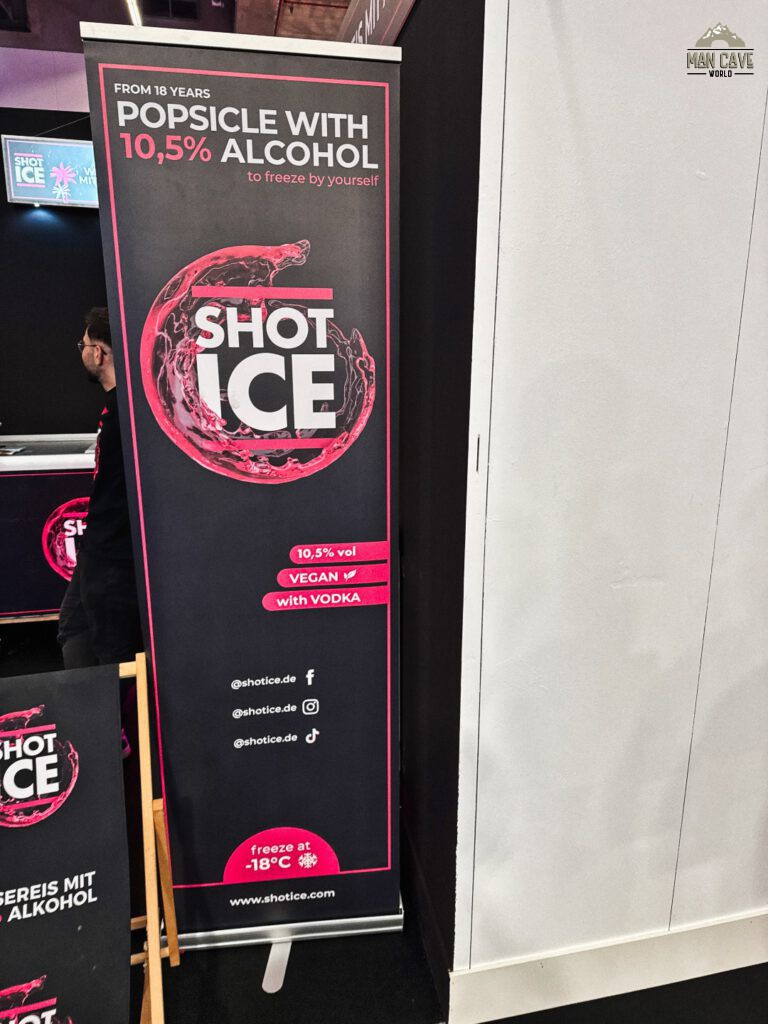 MAN CAVE
WORLD
FROM 18 YEARS
POPSICLE WITH
10,5% ALCOHOL
to freeze by yourself
SHOT
ICE
SHOT
ICE
10,5% vol
VEGAN
with VODKA
@shotice.de
@shotice.de
@shotice.de
freeze at
-18°C
www.shotice.com
SHOT
ICE
SEREIS MIT
ALKOHOL